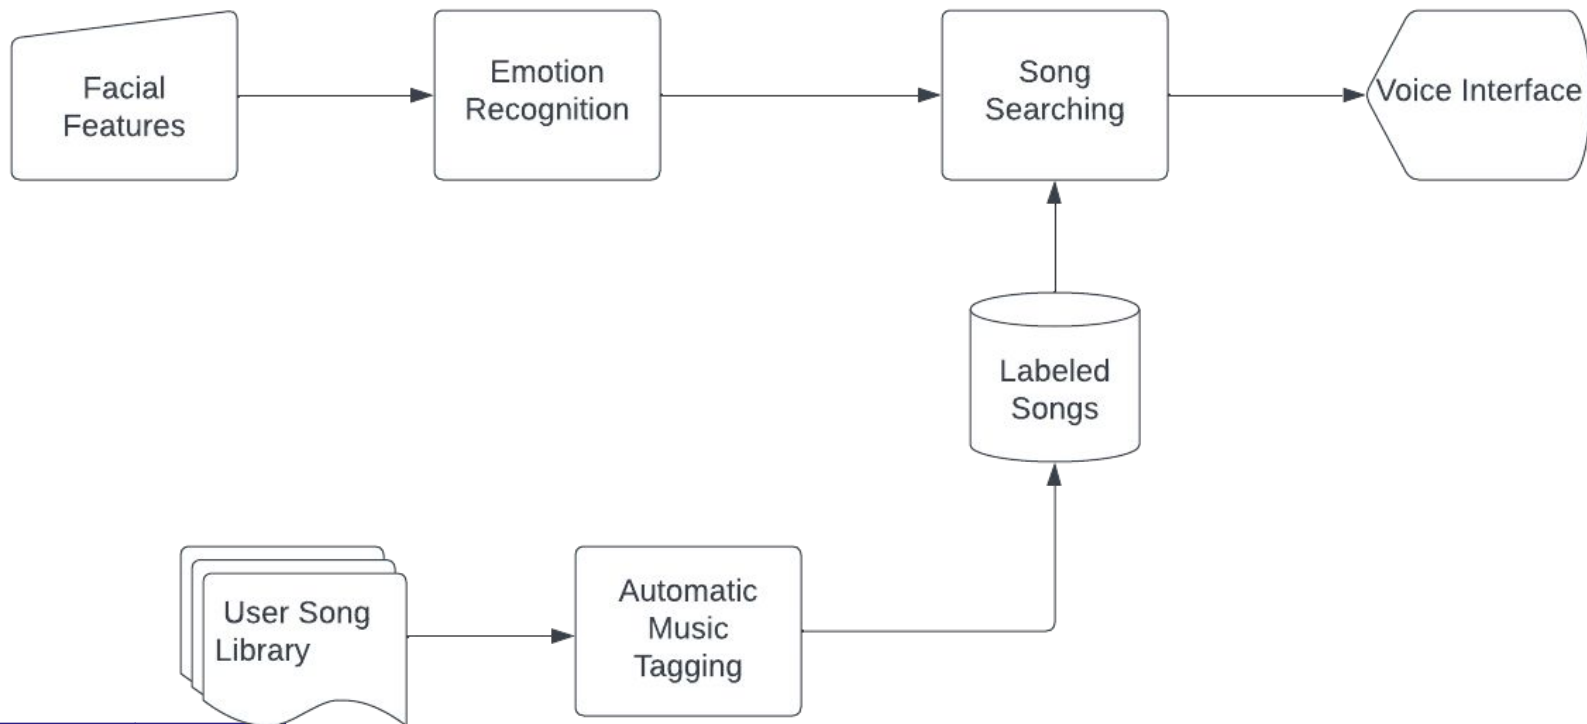 Facial
Features
Emotion
Recognition
Song
Searching
Voice Interface
Labeled
Songs
User Song
Library
Automatic
Music
Tagging